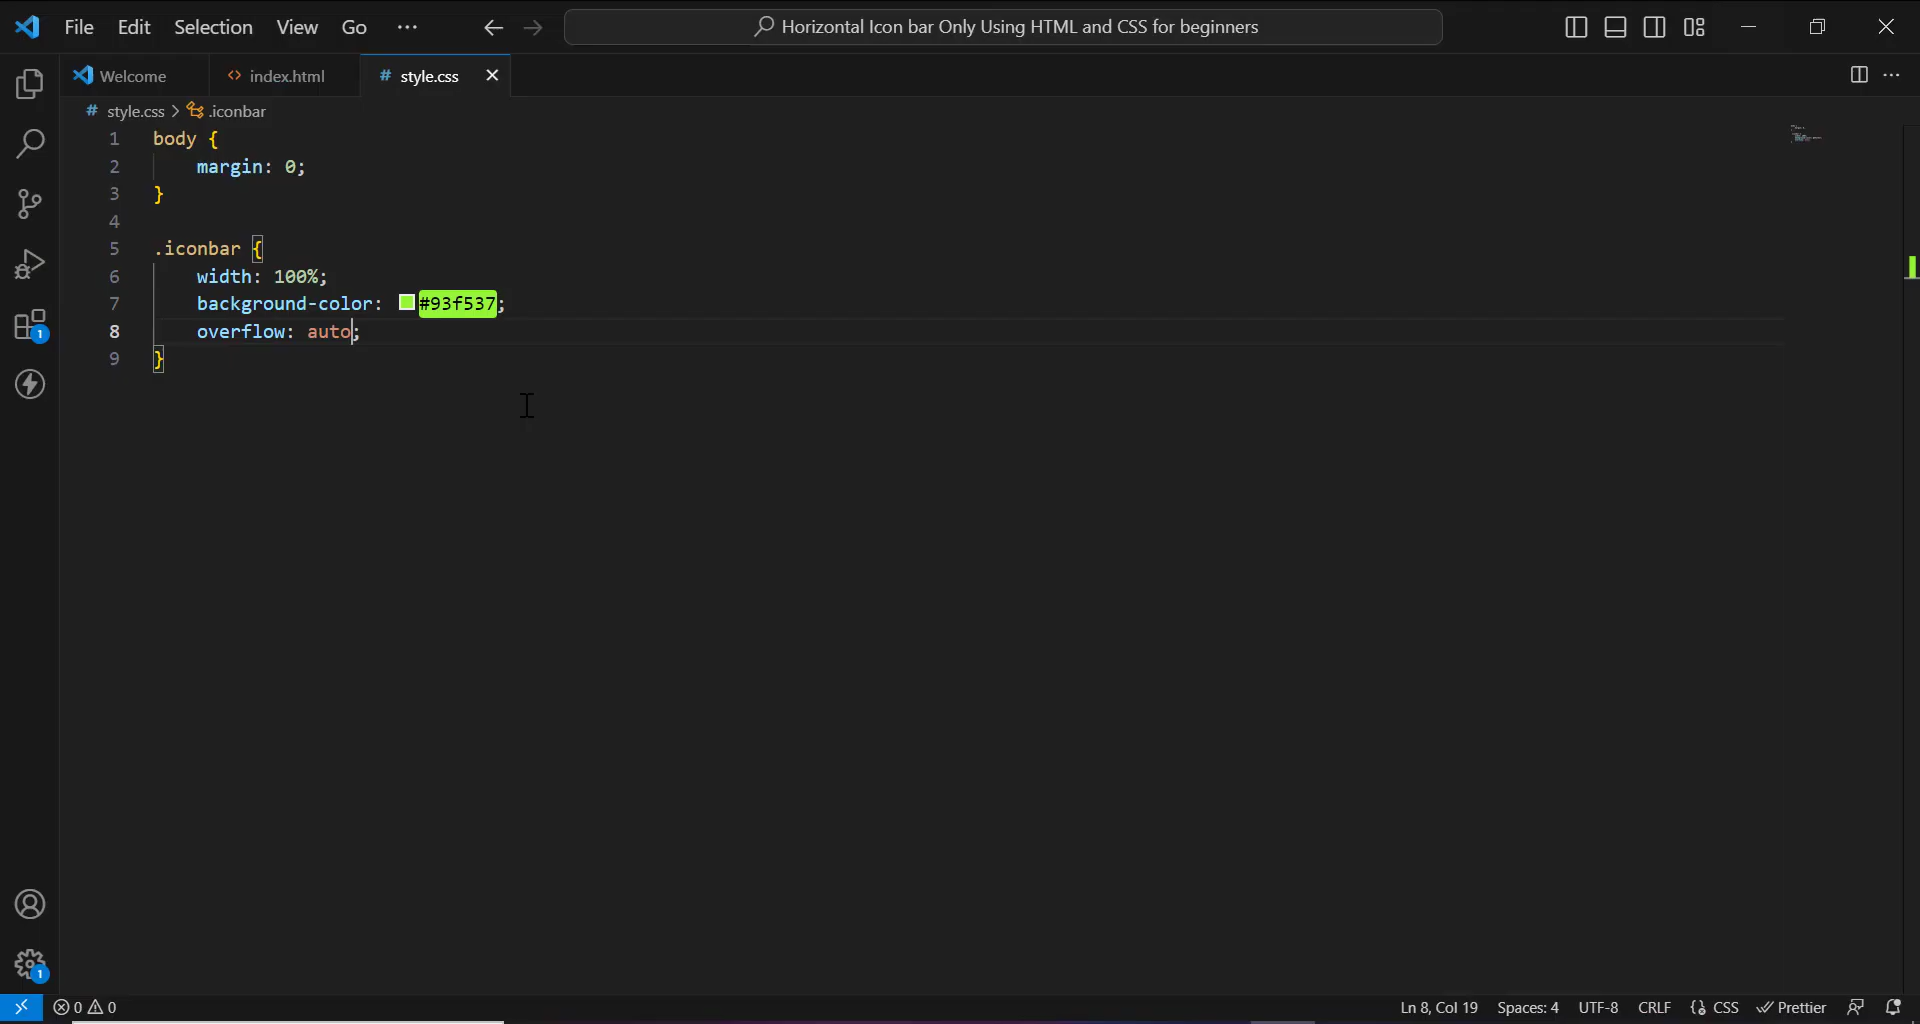 File Edit Selection View Go ··· Horizontal Icon bar Only Using HTML and CSS for beginners
Welcome <> index.html # style.css
# style.css > .iconbar
1 body {
2     margin: 0;
3 }
4
5 .iconbar {
6     width: 100%;
7     background-color: #93f537;
8     overflow: auto;
9 }
1
1
0 0 Ln 8, Col 19 Spaces: 4 UTF-8 CRLF {} CSS Prettier